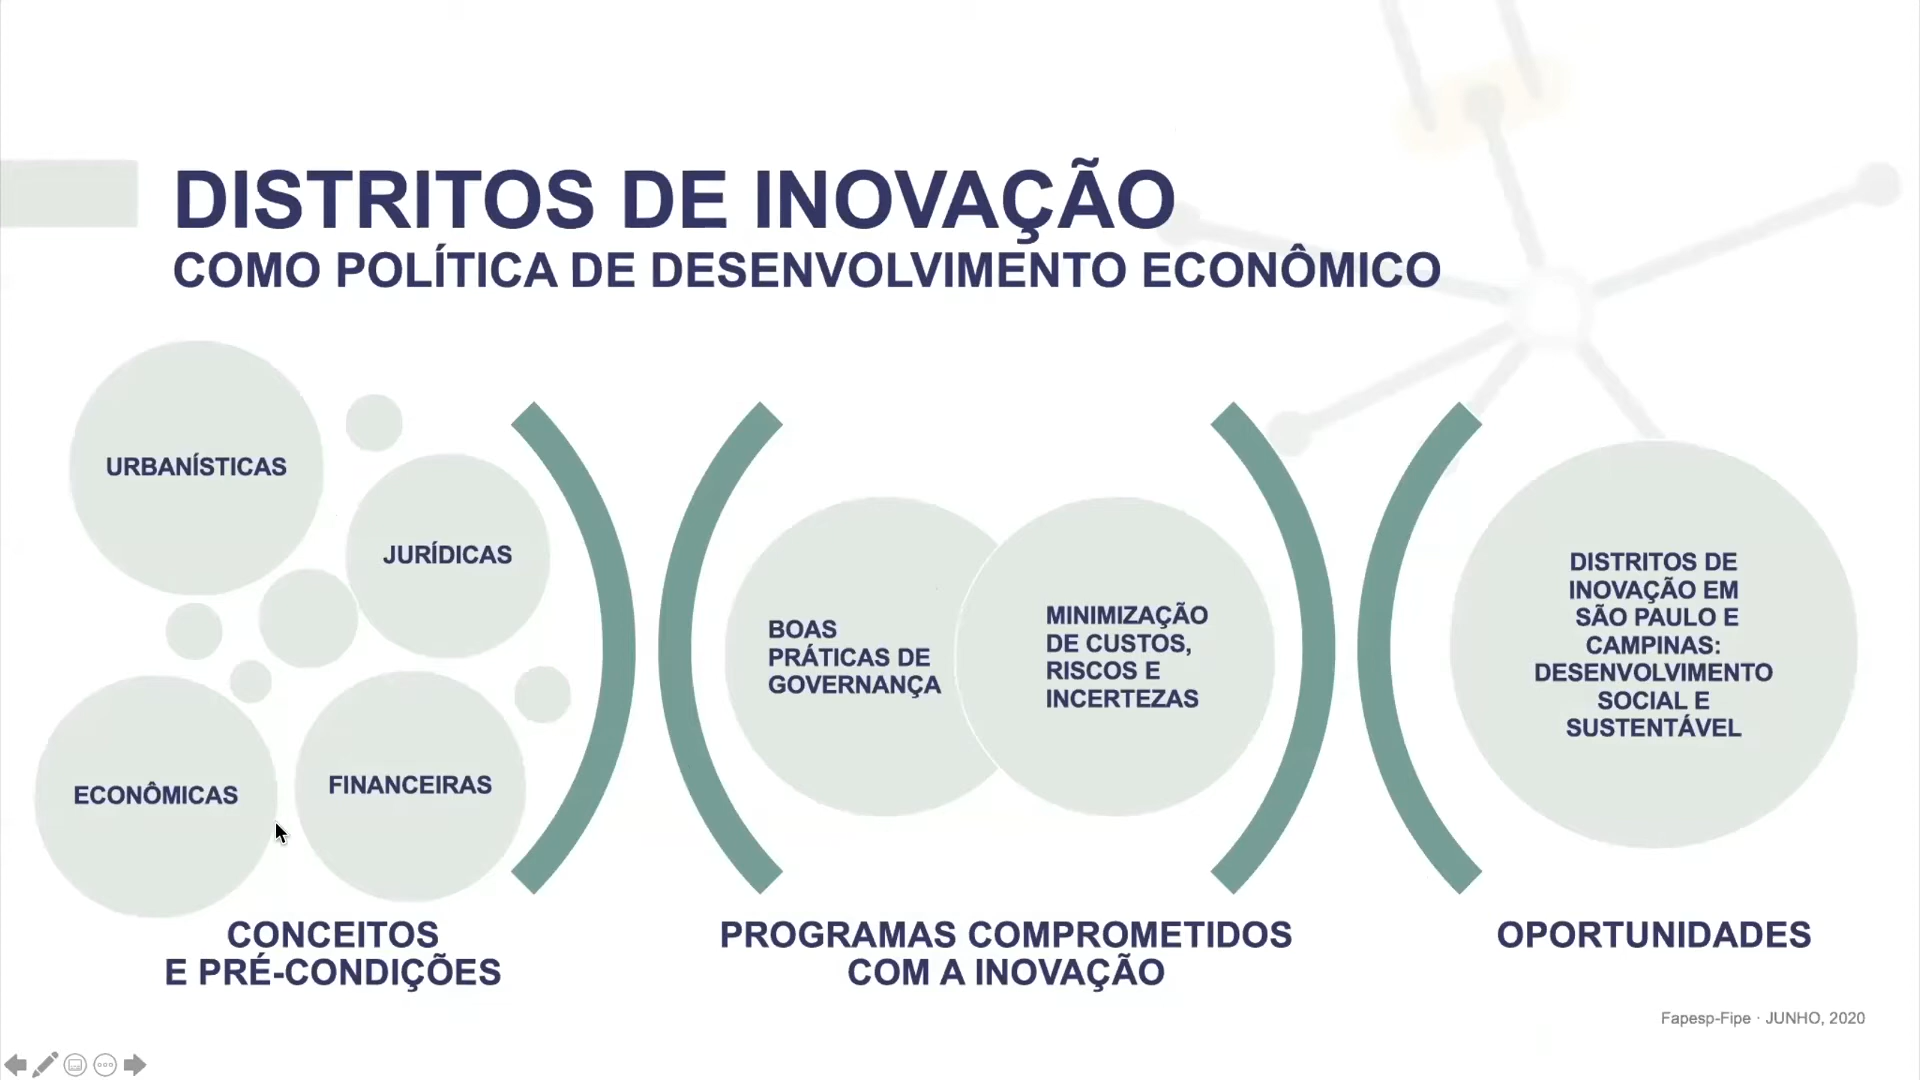 DISTRITOS DE INOVAÇÃO
COMO POLÍTICA DE DESENVOLVIMENTO ECONÔMICO
URBANÍSTICAS
JURÍDICAS
ECONÔMICAS
FINANCEIRAS
CONCEITOS
E PRÉ-CONDIÇÕES
BOAS
PRÁTICAS DE
GOVERNANÇA
MINIMIZAÇÃO
DE CUSTOS,
RISCOS E
INCERTEZAS
PROGRAMAS COMPROMETIDOS
COM A INOVAÇÃO
DISTRITOS DE
INOVAÇÃO EM
SÃO PAULO E
CAMPINAS:
DESENVOLVIMENTO
SOCIAL E
SUSTENTÁVEL
OPORTUNIDADES
Fapesp-Fipe · JUNHO, 2020